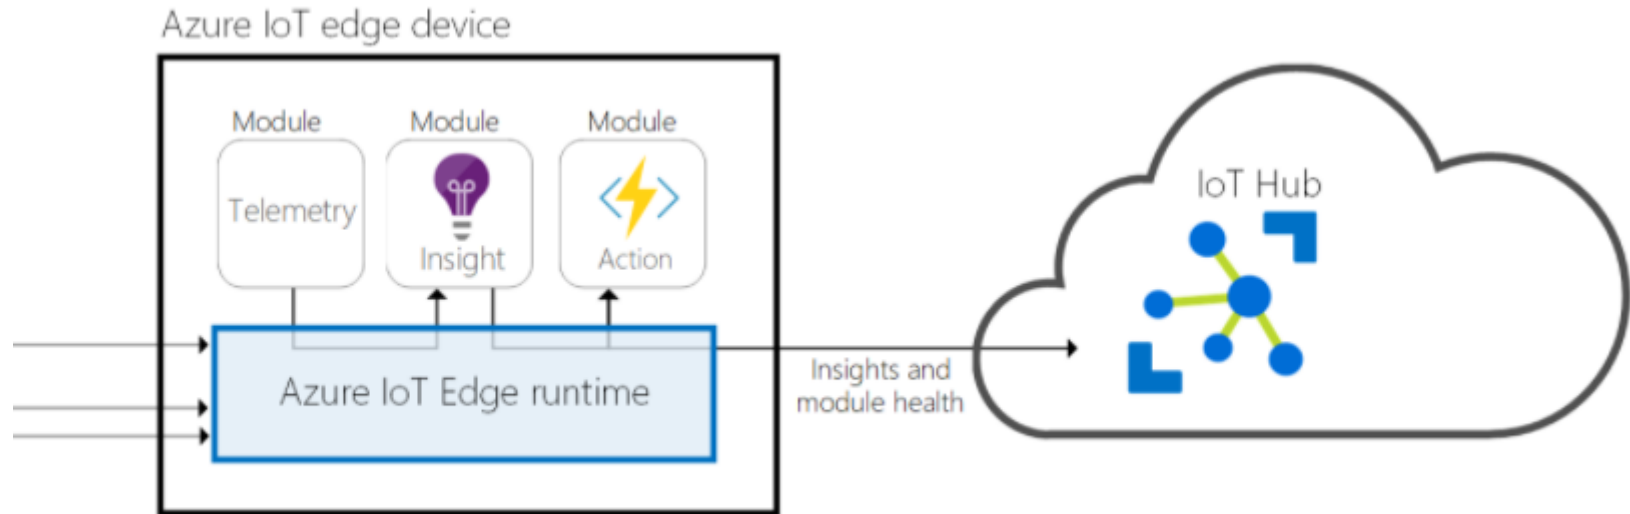 Azure IoT edge device
Module
Module
Module
Telemetry
Insight
Action
Azure IoT Edge runtime
Insights and
module health
IoT Hub